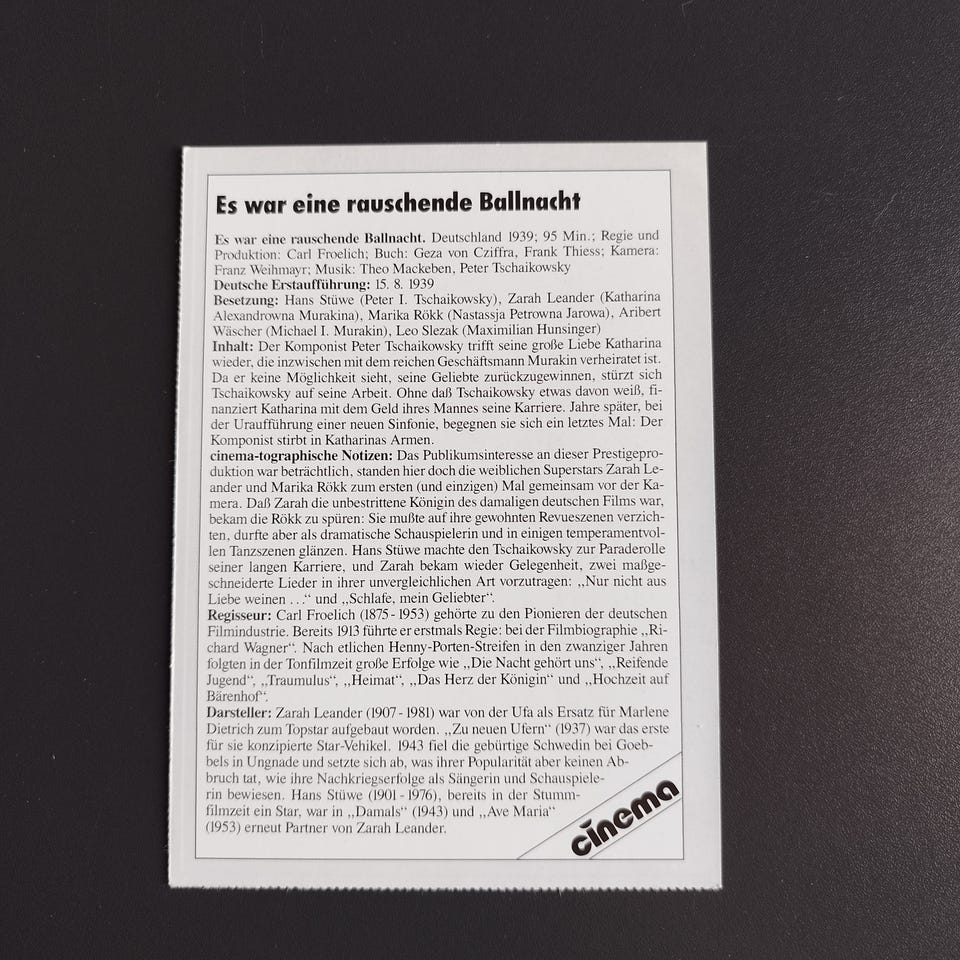 Es war eine rauschende Ballnacht
Es war eine rauschende Ballnacht. Deutschland 1939; 95 Min.; Regie und
Produktion: Carl Froelich; Buch: Geza von Cziffra, Frank Thiess; Kamera:
Franz Weihmayr; Musik: Theo Mackeben, Peter Tschaikowsky
Deutsche Erstaufführung: 15. 8. 1939
Besetzung: Hans Stüwe (Peter I. Tschaikowsky), Zarah Leander (Katharina
Alexandrowna Murakina), Marika Rökk (Nastassja Petrowna Jarowa), Aribert
Wäscher (Michael I. Murakin), Leo Slezak (Maximilian Hunsinger)
Inhalt: Der Komponist Peter Tschaikowsky trifft seine große Liebe Katharina
wieder, die inzwischen mit dem reichen Geschäftsmann Murakin verheiratet ist.
Da er keine Möglichkeit sieht, seine Geliebte zurückzugewinnen, stürzt sich
Tschaikowsky auf seine Arbeit. Ohne daß Tschaikowsky etwas davon weiß, fi-
nanziert Katharina mit dem Geld ihres Mannes seine Karriere. Jahre später, bei
der Uraufführung einer neuen Sinfonie, begegnen sie sich ein letztes Mal: Der
Komponist stirbt in Katharinas Armen.
cinema-tographische Notizen: Das Publikumsinteresse an dieser Prestigepro-
duktion war beträchtlich, standen hier doch die weiblichen Superstars Zarah Le-
ander und Marika Rökk zum ersten (und einzigen) Mal gemeinsam vor der Ka-
mera. Daß Zarah die unbestrittene Königin des damaligen deutschen Films war,
bekam die Rökk zu spüren: Sie mußte auf ihre gewohnten Revueszenen verzich-
ten, durfte aber als dramatische Schauspielerin und in einigen temperamentvol-
len Tanzszenen glänzen. Hans Stüwe machte den Tschaikowsky zur Paraderolle
seiner langen Karriere, und Zarah bekam wieder Gelegenheit, zwei maßge-
schneiderte Lieder in ihrer unvergleichlichen Art vorzutragen: „Nur nicht aus
Liebe weinen ...“ und „Schlafe, mein Geliebter“.
Regisseur: Carl Froelich (1875-1953) gehörte zu den Pionieren der deutschen
Filmindustrie. Bereits 1913 führte er erstmals Regie: bei der Filmbiographie „Ri-
chard Wagner“. Nach etlichen Henny-Porten-Streifen in den zwanziger Jahren
folgten in der Tonfilmzeit große Erfolge wie „Die Nacht gehört uns“, „Reifende
Jugend“, „Traumulus“, „Heimat“, „Das Herz der Königin“ und „Hochzeit auf
Bärenhof“.
Darsteller: Zarah Leander (1907-1981) war von der Ufa als Ersatz für Marlene
Dietrich zum Topstar aufgebaut worden. „Zu neuen Ufern“ (1937) war das erste
für sie konzipierte Star-Vehikel. 1943 fiel die gebürtige Schwedin bei Goeb-
bels in Ungnade und setzte sich ab, was ihrer Popularität aber keinen Ab-
bruch tat, wie ihre Nachkriegserfolge als Sängerin und Schauspiele-
rin bewiesen. Hans Stüwe (1901-1976), bereits in der Stumm-
filmzeit ein Star, war in „Damals“ (1943) und „Ave Maria“
(1953) erneut Partner von Zarah Leander.
cinema